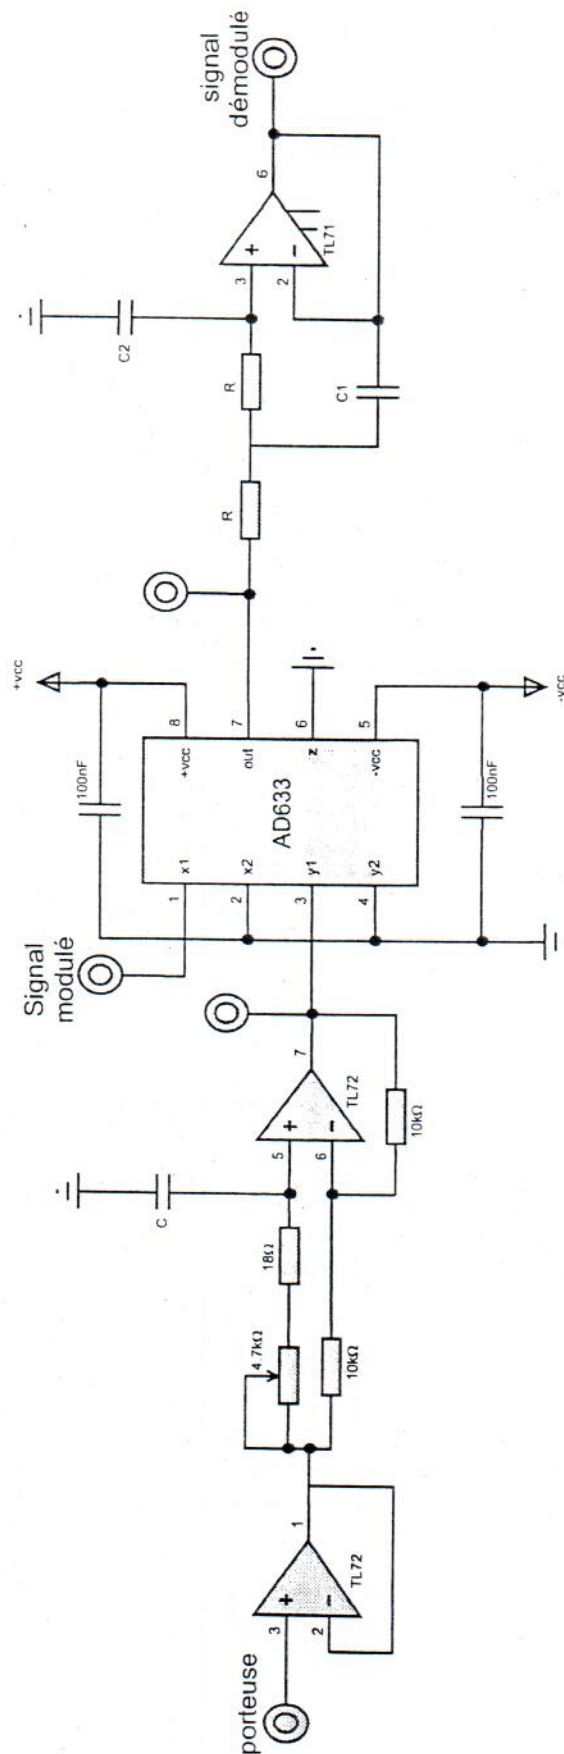 porteuse
3
2
+
−
1
TL72
4.7kΩ
18Ω
10kΩ
C
5
6
+
−
7
TL72
10kΩ
Signal
modulé
1
2
3
4
x1
x2
y1
y2
AD633
+vcc
out
z
-vcc
8
7
6
5
100nF
100nF
+vcc
-vcc
R
R
C2
C1
3
2
+
−
6
TL71
signal
démodulé